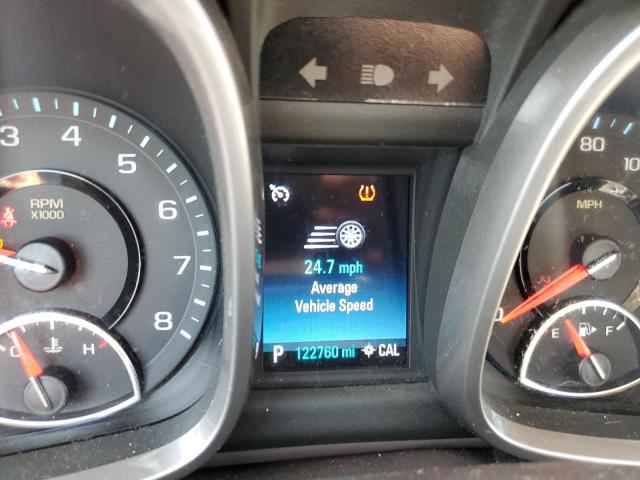 3 4 5 6 7 8
RPM
X1000
C H
24.7 mph
Average
Vehicle Speed
P 122760 mi CAL
80
MPH
E F